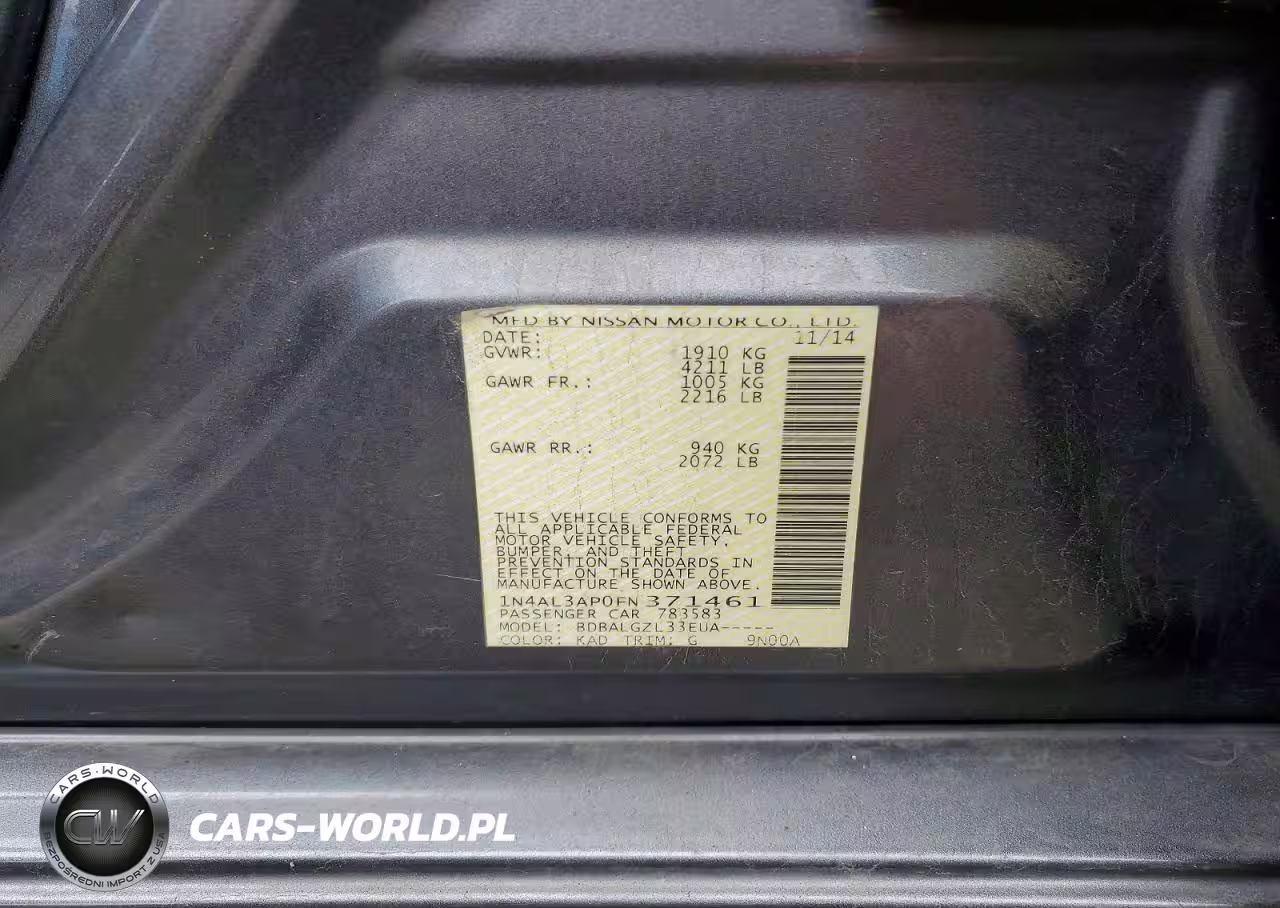 MFD BY NISSAN MOTOR CO., LTD.
DATE: 11/14
GVWR: 1910 KG
4211 LB
GAWR FR.: 1005 KG
2216 LB
GAWR RR.: 940 KG
2072 LB
THIS VEHICLE CONFORMS TO
ALL APPLICABLE FEDERAL
MOTOR VEHICLE SAFETY,
BUMPER, AND THEFT
PREVENTION STANDARDS IN
EFFECT ON THE DATE OF
MANUFACTURE SHOWN ABOVE.
1N4AL3AP0FN371461
PASSENGER CAR 783583
MODEL: BDBALGZL33EUA-----
COLOR: KAD TRIM: G 9N00A
CARS-WORLD
CW
BEZPOŚREDNI IMPORT Z USA
CARS-WORLD.PL